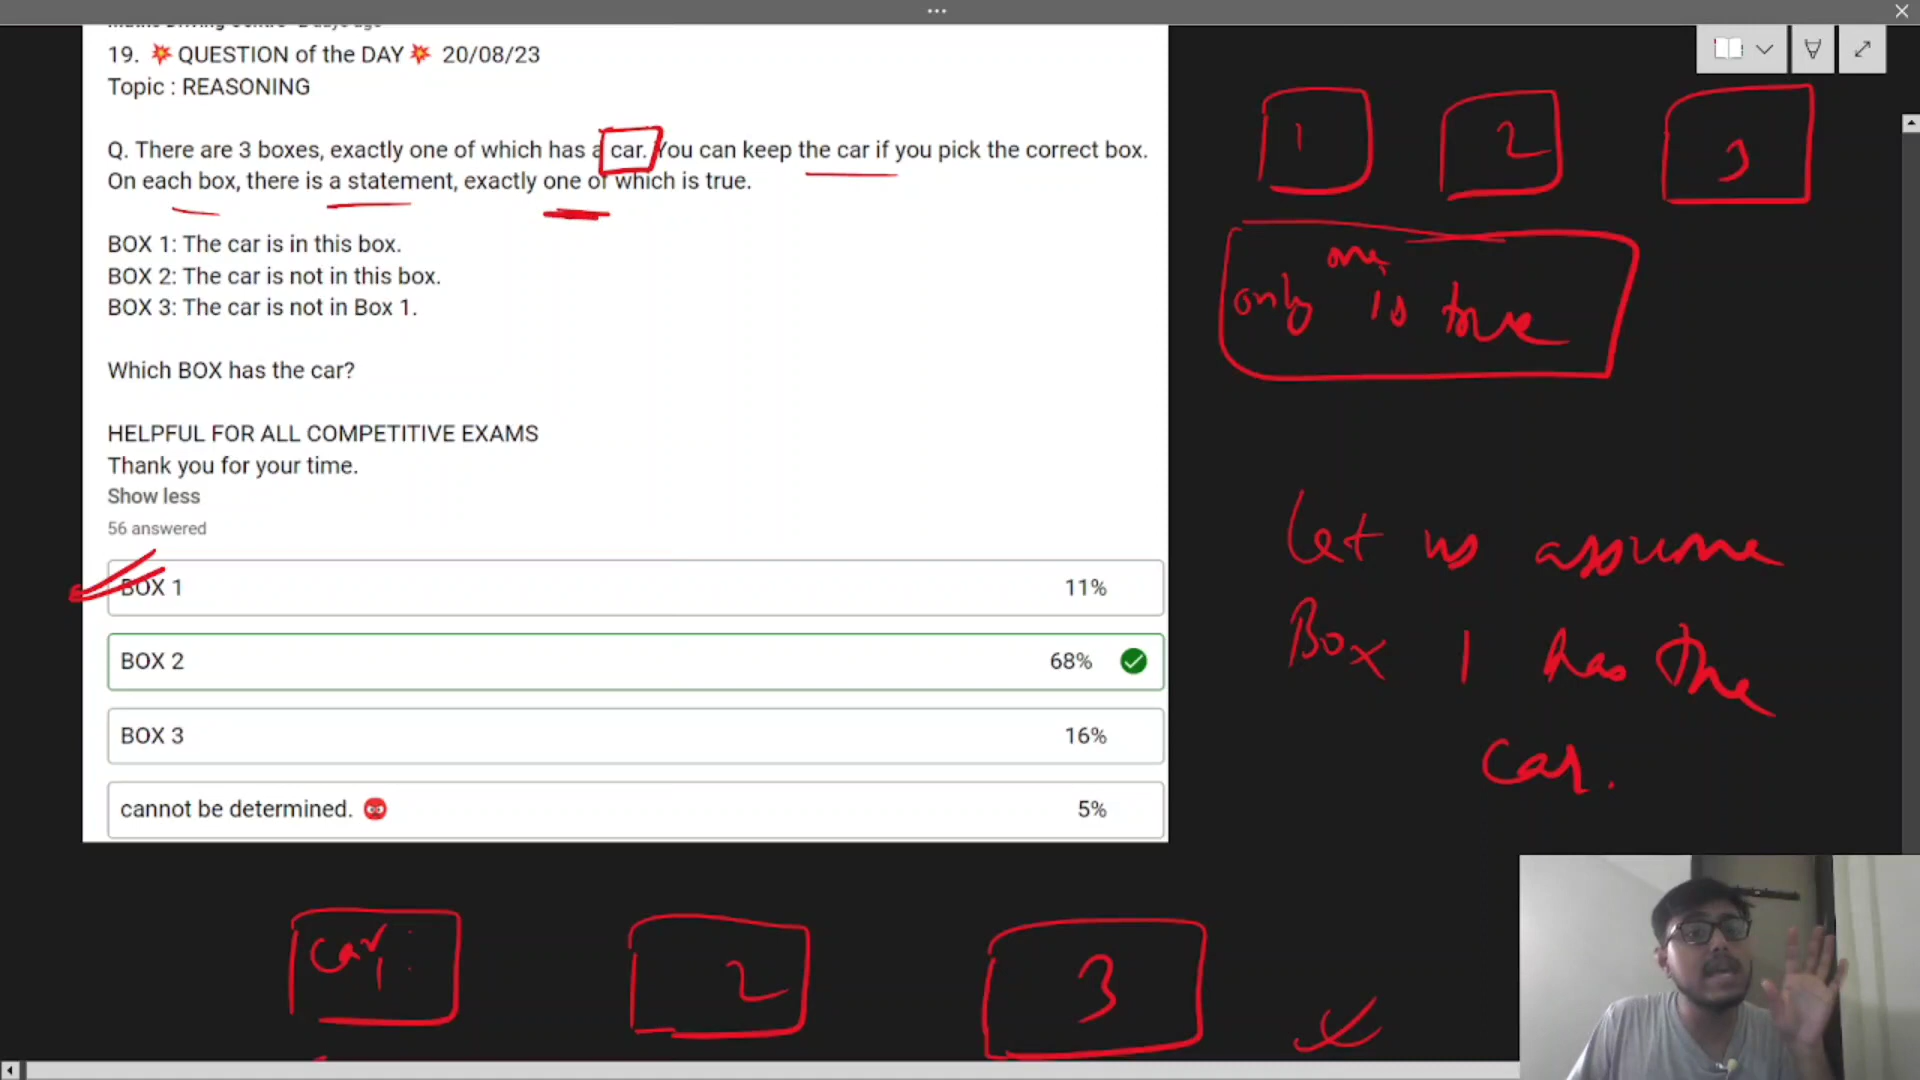 19. 💥 QUESTION of the DAY 💥 20/08/23
Topic : REASONING
Q. There are 3 boxes, exactly one of which has a car. You can keep the car if you pick the correct box.
On each box, there is a statement, exactly one of which is true.
BOX 1: The car is in this box.
BOX 2: The car is not in this box.
BOX 3: The car is not in Box 1.
Which BOX has the car?
HELPFUL FOR ALL COMPETITIVE EXAMS
Thank you for your time.
Show less
56 answered
BOX 1 11%
BOX 2 68%
BOX 3 16%
cannot be determined. 5%
1 2 3
only one is true
Let us assume
Box 1 has the
car.
car 1 2 3